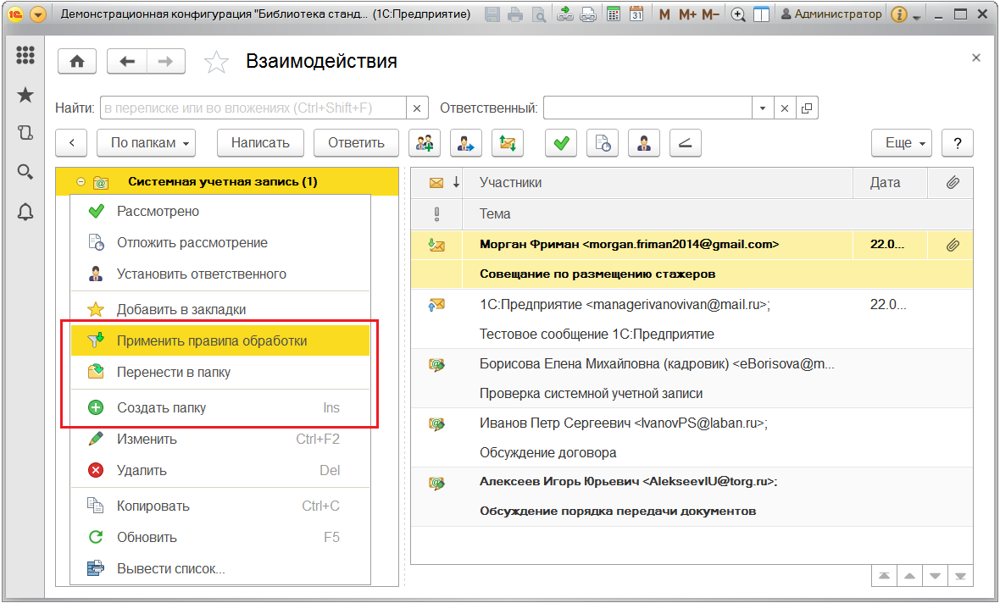 Демонстрационная конфигурация "Библиотека станд... (1С:Предприятие)
M M+ M-
31
Администратор
Взаимодействия
Найти: в переписке или во вложениях (Ctrl+Shift+F)
Ответственный:
По папкам
Написать
Ответить
Еще
?
Системная учетная запись (1)
Рассмотрено
Отложить рассмотрение
Установить ответственного
Добавить в закладки
Применить правила обработки
Перенести в папку
Создать папку Ins
Изменить Ctrl+F2
Удалить Del
Копировать Ctrl+C
Обновить F5
Вывести список...
Участники Дата
Тема
Морган Фриман <morgan.friman2014@gmail.com> 22.0...
Совещание по размещению стажеров
1С:Предприятие <managerivanovivan@mail.ru>; 22.0...
Тестовое сообщение 1С:Предприятие
Борисова Елена Михайловна (кадровик) <eBorisova@m...
Проверка системной учетной записи
Иванов Петр Сергеевич <IvanovPS@laban.ru>;
Обсуждение договора
Алексеев Игорь Юрьевич <AlekseevIU@torg.ru>:
Обсуждение порядка передачи документов